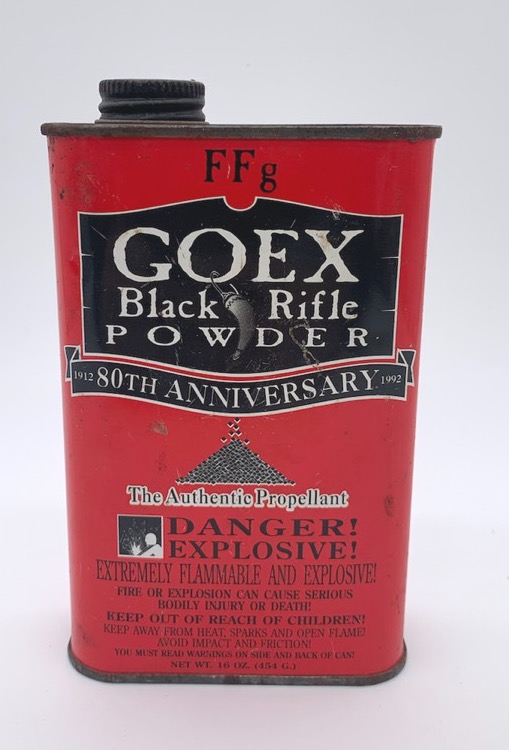 FFg
GOEX
Black Rifle
POWDER
1912 80TH ANNIVERSARY 1992
The Authentic Propellant
DANGER!
EXPLOSIVE!
EXTREMELY FLAMMABLE AND EXPLOSIVE!
FIRE OR EXPLOSION CAN CAUSE SERIOUS
BODILY INJURY OR DEATH!
KEEP OUT OF REACH OF CHILDREN!
KEEP AWAY FROM HEAT, SPARKS AND OPEN FLAME!
AVOID IMPACT AND FRICTION!
YOU MUST READ WARNINGS ON SIDE AND BACK OF CAN!
NET WT. 16 OZ. (454 G.)